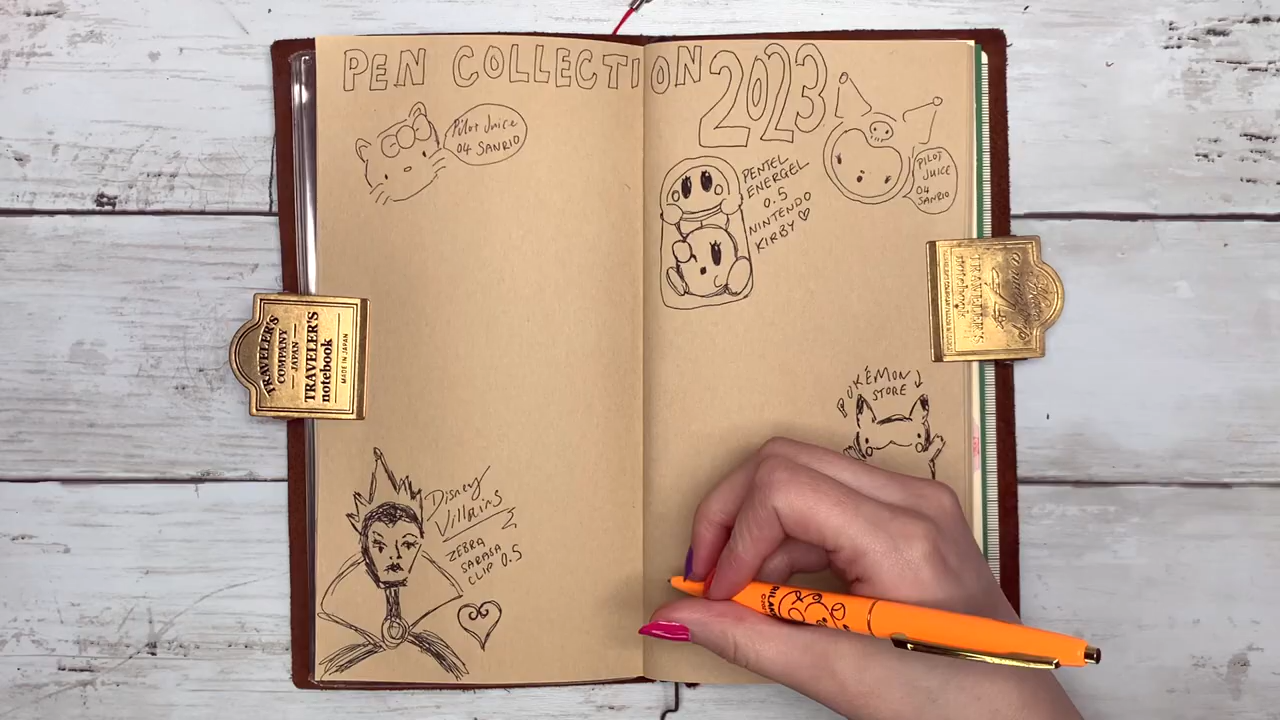 PEN COLLECTION 2023
Pilot Juice
04 SANRIO
PENTEL
ENERGEL
0.5
NINTENDO
KIRBY
PILOT
JUICE
04
SANRIO
TRAVELER'S
COMPANY
JAPAN
TRAVELER'S
notebook
MADE IN JAPAN
POKÉMON
STORE
Disney
Villains
ZEBRA
SARASA
CLIP 0.5